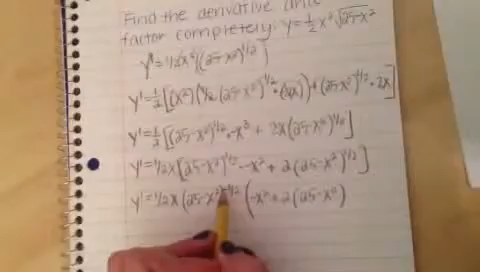 Find the derivative and
factor completely: y=½x²√25-x²
y'=1/2(x²)((25-x²)^1/2)
y'=½[(x²)(½(25-x²)^-1/2·(-2x))+(25-x²)^1/2·2x]
y'=½[(25-x²)^-1/2·-x³ + 2x(25-x²)^1/2]
y'=1/2x[(25-x²)^-1/2·-x² + 2(25-x²)^1/2]
y'=1/2x(25-x²)^-1/2(-x²+2(25-x²)